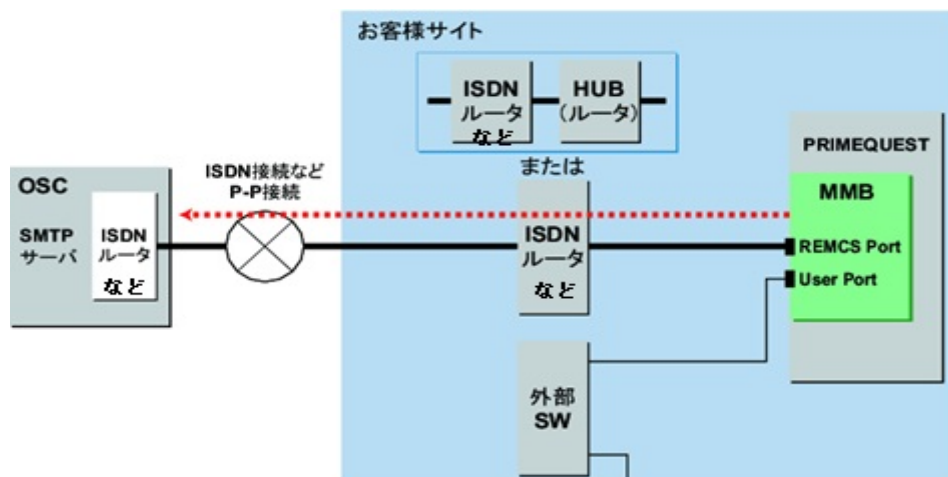 お客様サイト
ISDN
ルータ
など
HUB
(ルータ)
または
PRIMEQUEST
MMB
REMCS Port
User Port
ISDN接続など
P-P接続
OSC
SMTP
サーバ
ISDN
ルータ
など
ISDN
ルータ
など
外部
SW